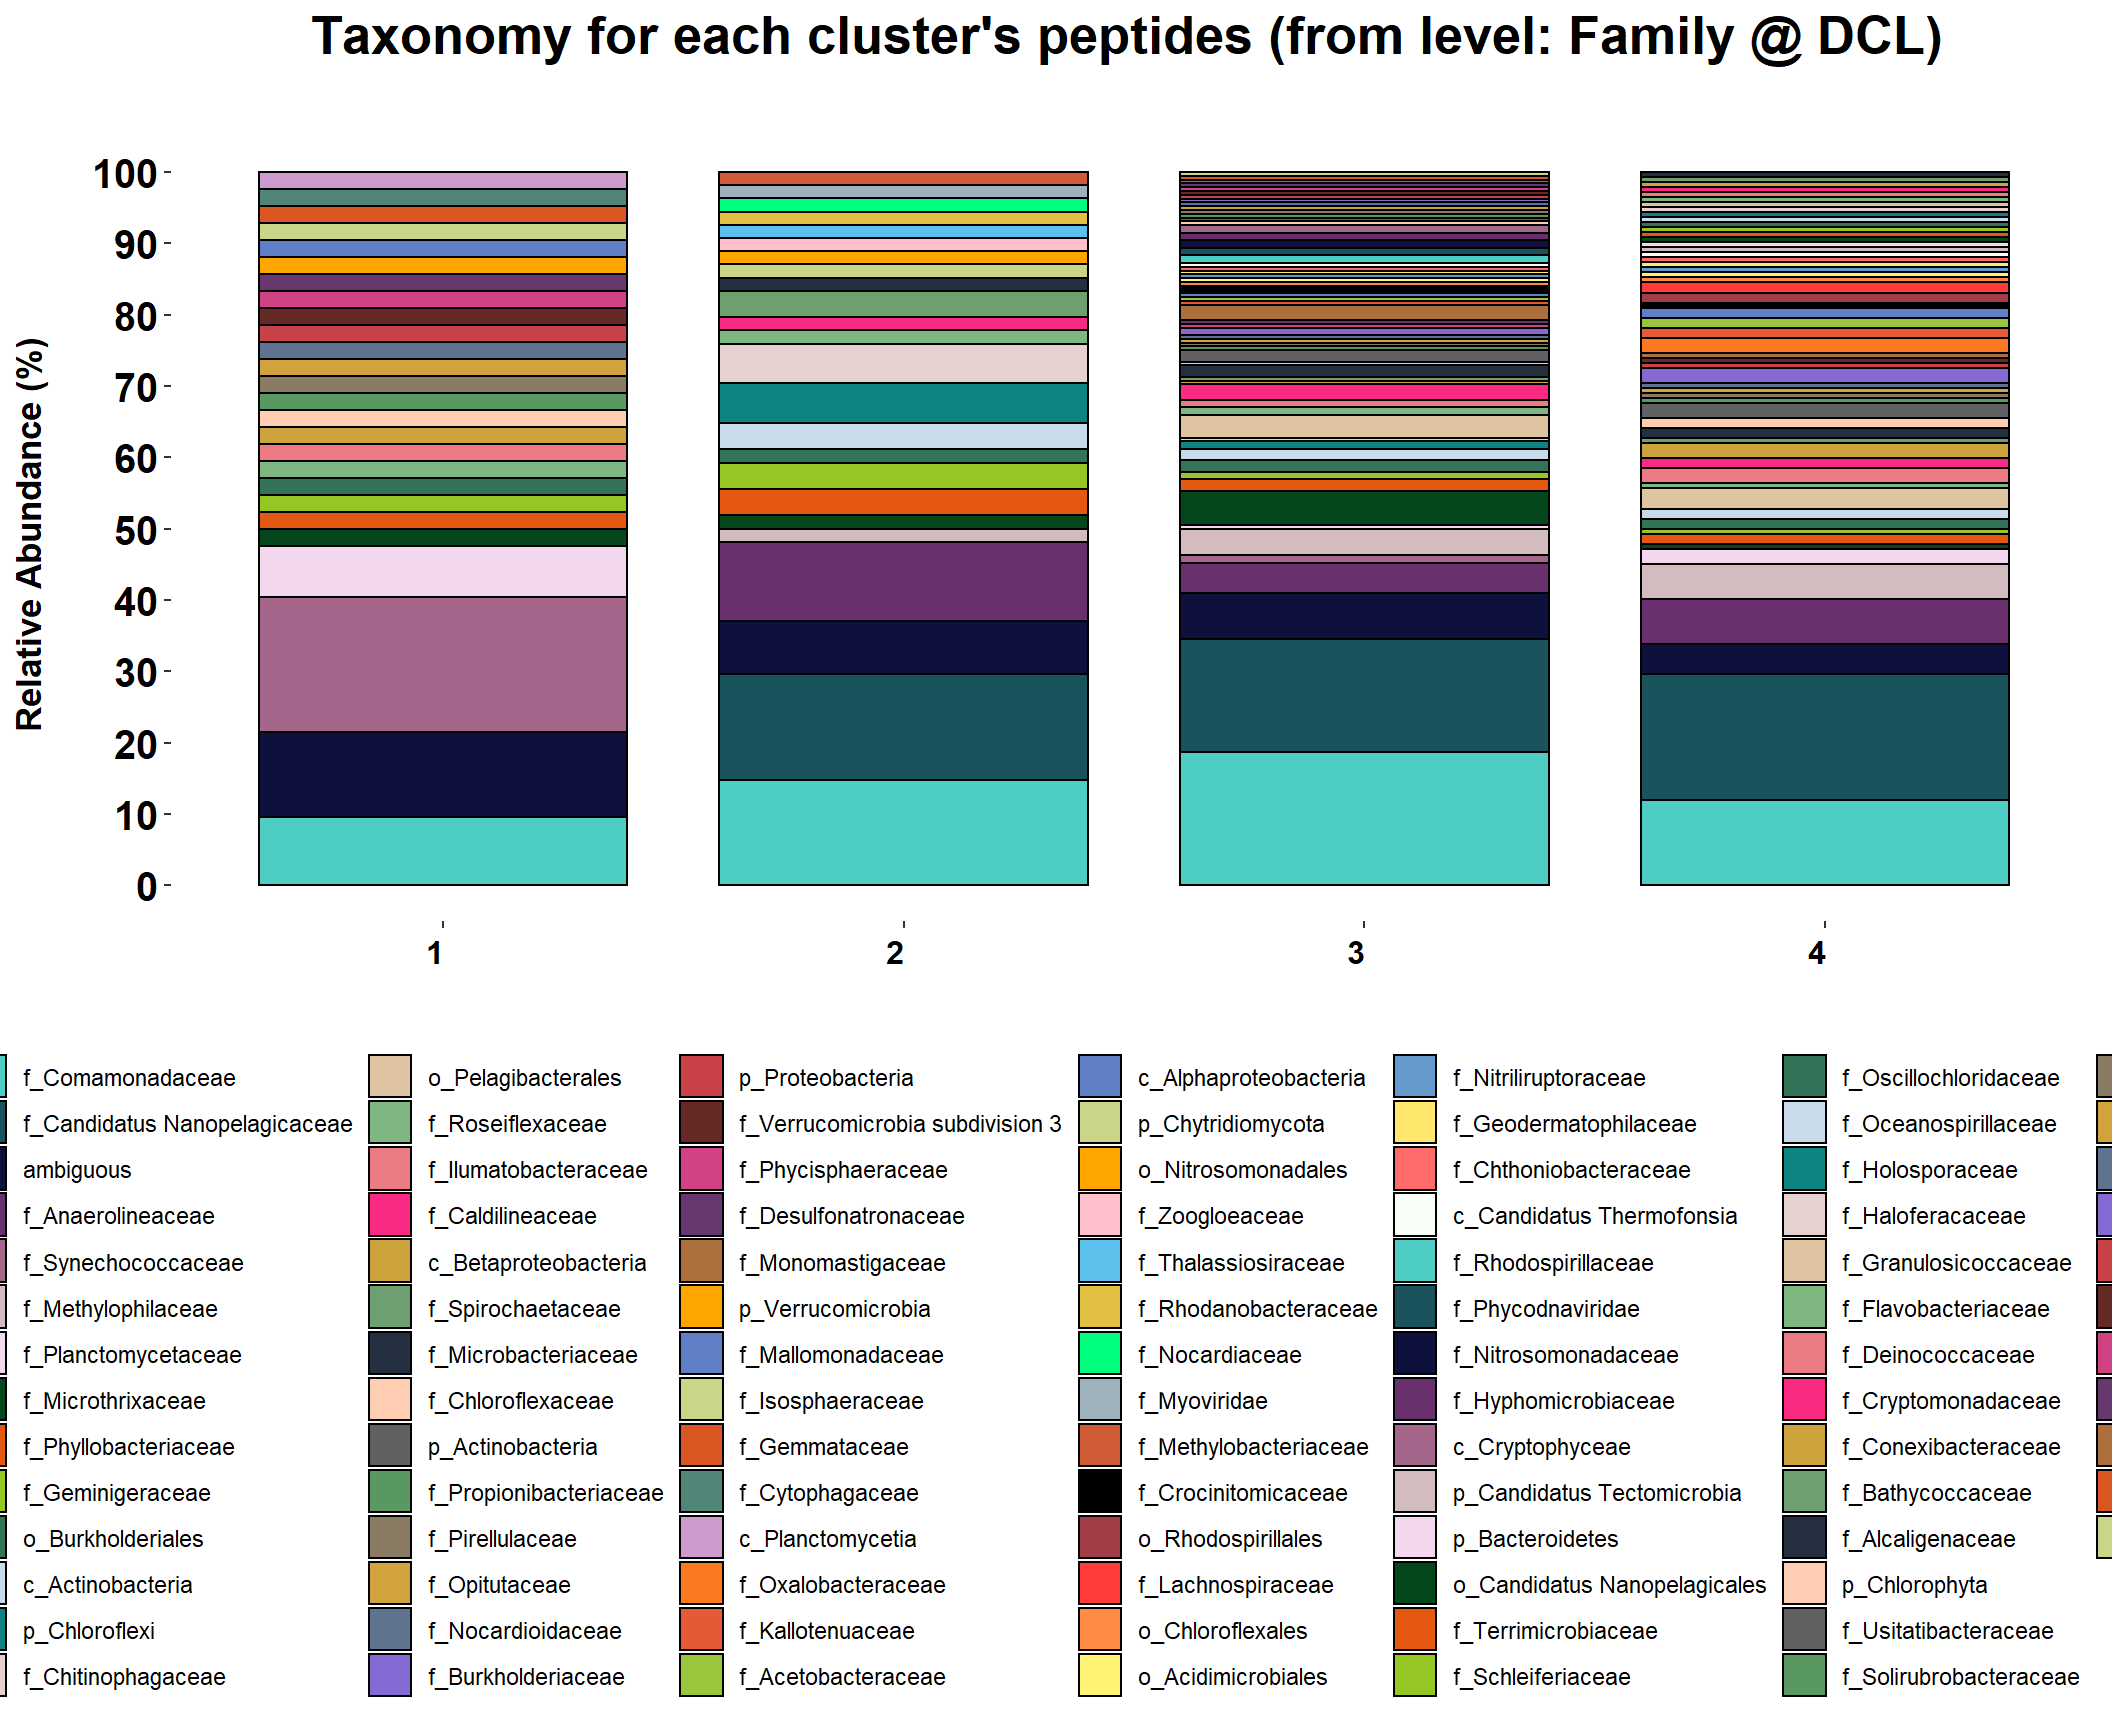 Taxonomy for each cluster's peptides (from level: Family @ DCL)
Relative Abundance (%)
100
90
80
70
60
50
40
30
20
10
0
1
2
3
4
f_Comamonadaceae
f_Candidatus Nanopelagicaceae
ambiguous
f_Anaerolineaceae
f_Synechococcaceae
f_Methylophilaceae
f_Planctomycetaceae
f_Microthrixaceae
f_Phyllobacteriaceae
f_Geminigeraceae
o_Burkholderiales
c_Actinobacteria
p_Chloroflexi
f_Chitinophagaceae
o_Pelagibacterales
f_Roseiflexaceae
f_Ilumatobacteraceae
f_Caldilineaceae
c_Betaproteobacteria
f_Spirochaetaceae
f_Microbacteriaceae
f_Chloroflexaceae
p_Actinobacteria
f_Propionibacteriaceae
f_Pirellulaceae
f_Opitutaceae
f_Nocardioidaceae
f_Burkholderiaceae
p_Proteobacteria
f_Verrucomicrobia subdivision 3
f_Phycisphaeraceae
f_Desulfonatronaceae
f_Monomastigaceae
p_Verrucomicrobia
f_Mallomonadaceae
f_Isosphaeraceae
f_Gemmataceae
f_Cytophagaceae
c_Planctomycetia
f_Oxalobacteraceae
f_Kallotenuaceae
f_Acetobacteraceae
c_Alphaproteobacteria
p_Chytridiomycota
o_Nitrosomonadales
f_Zoogloeaceae
f_Thalassiosiraceae
f_Rhodanobacteraceae
f_Nocardiaceae
f_Myoviridae
f_Methylobacteriaceae
f_Crocinitomicaceae
o_Rhodospirillales
f_Lachnospiraceae
o_Chloroflexales
o_Acidimicrobiales
f_Nitriliruptoraceae
f_Geodermatophilaceae
f_Chthoniobacteraceae
c_Candidatus Thermofonsia
f_Rhodospirillaceae
f_Phycodnaviridae
f_Nitrosomonadaceae
f_Hyphomicrobiaceae
c_Cryptophyceae
p_Candidatus Tectomicrobia
p_Bacteroidetes
o_Candidatus Nanopelagicales
f_Terrimicrobiaceae
f_Schleiferiaceae
f_Oscillochloridaceae
f_Oceanospirillaceae
f_Holosporaceae
f_Haloferacaceae
f_Granulosicoccaceae
f_Flavobacteriaceae
f_Deinococcaceae
f_Cryptomonadaceae
f_Conexibacteraceae
f_Bathycoccaceae
f_Alcaligenaceae
p_Chlorophyta
f_Usitatibacteraceae
f_Solirubrobacteraceae